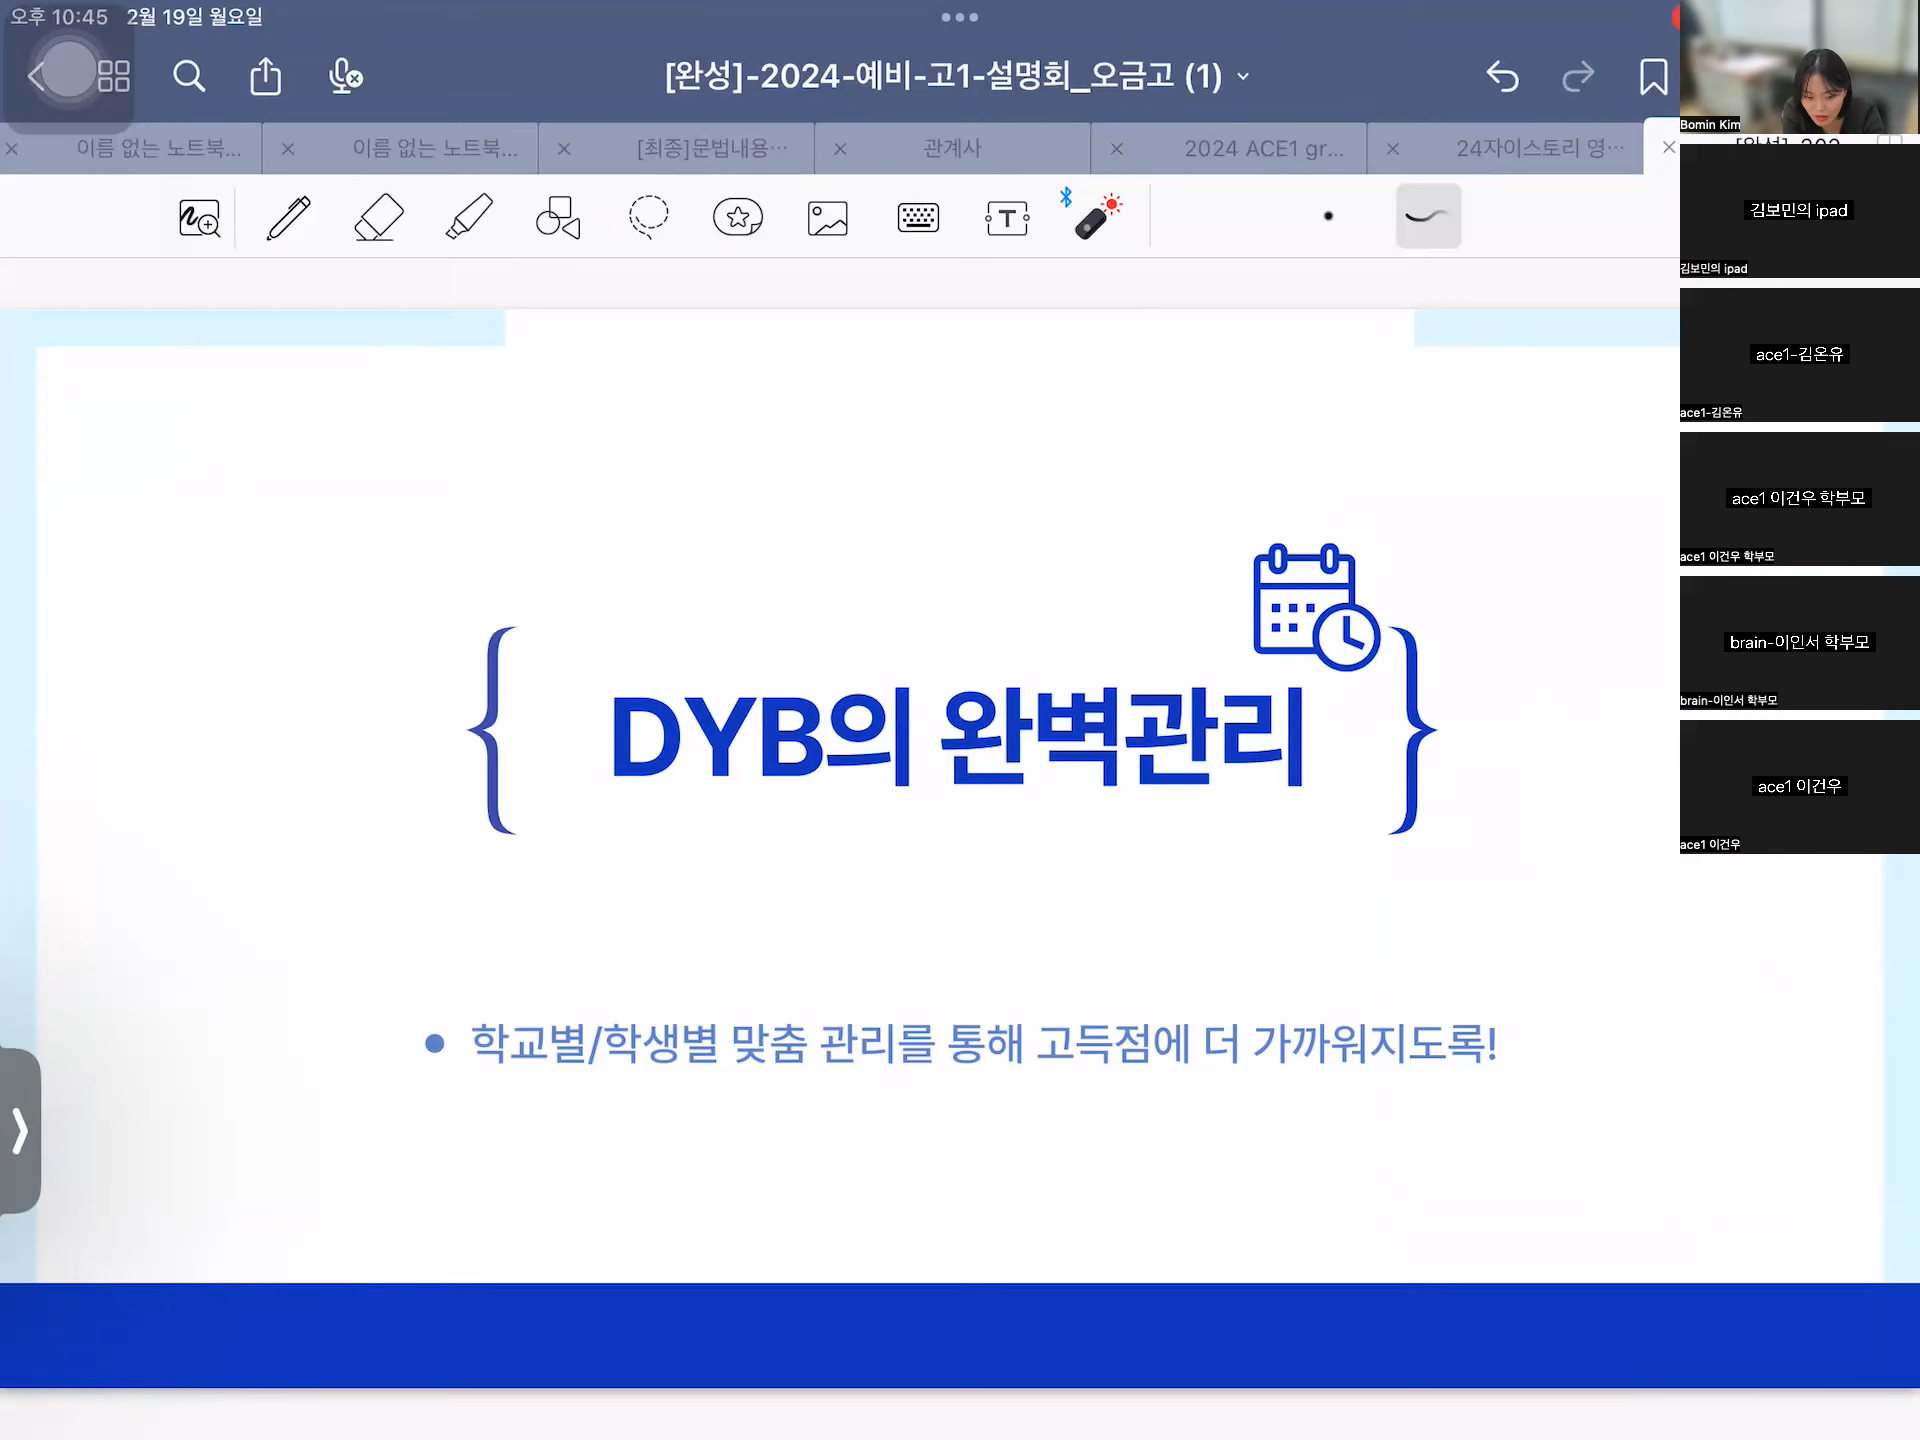 오후 10:45 2월 19일 월요일
[완성]-2024-예비-고1-설명회_오금고 (1)
이름 없는 노트북...
이름 없는 노트북...
[최종]문법내용...
관계사
2024 ACE1 gr...
24자이스토리 영...
T
DYB의 완벽관리
학교별/학생별 맞춤 관리를 통해 고득점에 더 가까워지도록!
Bomin Kim
김보민의 ipad
김보민의 ipad
ace1-김온유
ace1-김온유
ace1 이건우 학부모
ace1 이건우 학부모
brain-이인서 학부모
brain-이인서 학부모
ace1 이건우
ace1 이건우